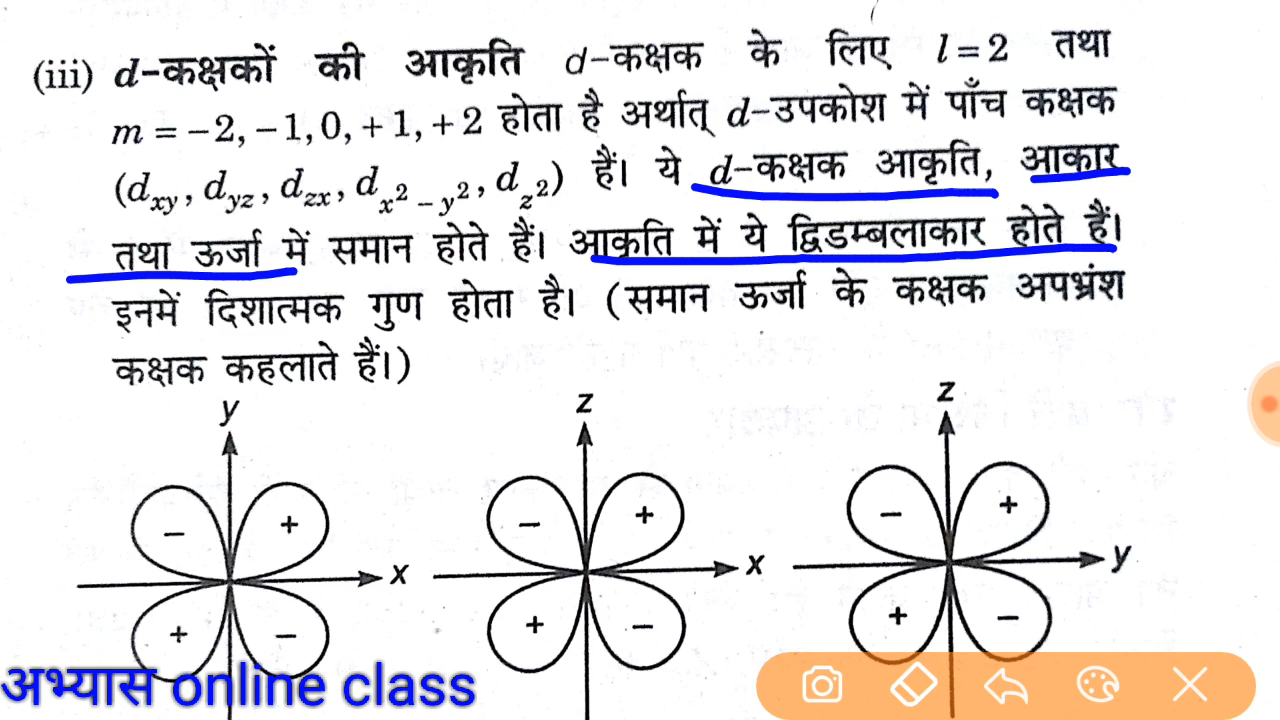 (iii) d-कक्षकों की आकृति d-कक्षक के लिए l = 2 तथा
m = −2, −1, 0, +1, +2 होता है अर्थात् d-उपकोश में पाँच कक्षक
(dxy, dyz, dzx, dx2 − y2, dz2) हैं। ये d-कक्षक आकृति, आकार
तथा ऊर्जा में समान होते हैं। आकृति में ये द्विडम्बलाकार होते हैं।
इनमें दिशात्मक गुण होता है। (समान ऊर्जा के कक्षक अपभ्रंश
कक्षक कहलाते हैं।)
y z z
− + − + − +
x x y
+ − + − + −
अभ्यास online class